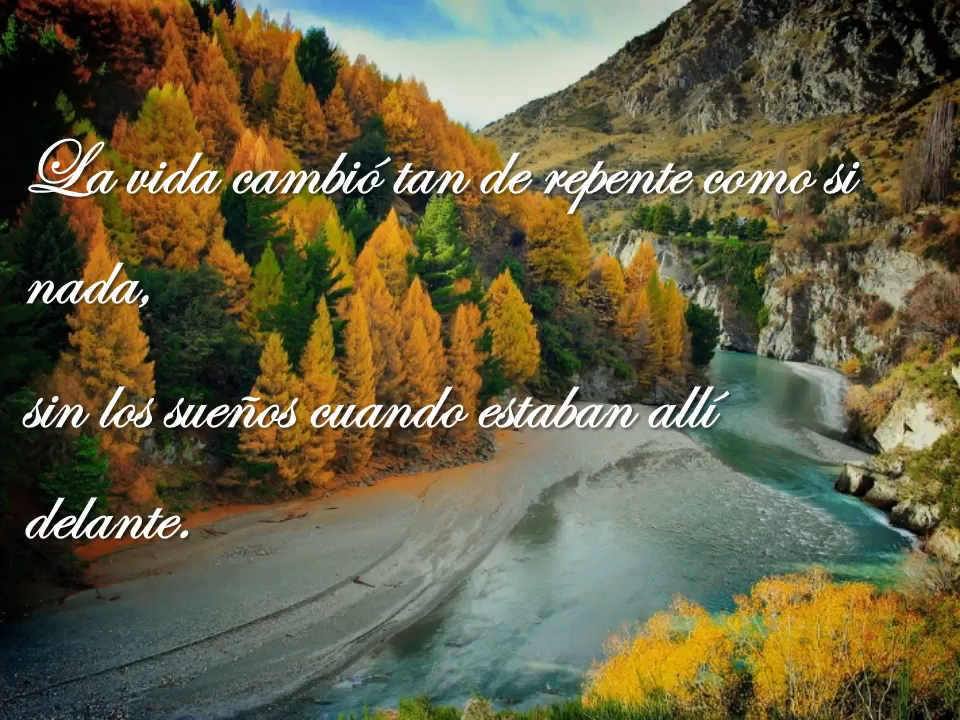 La vida cambió tan de repente como si
nada,
sin los sueños cuando estaban allí
delante.